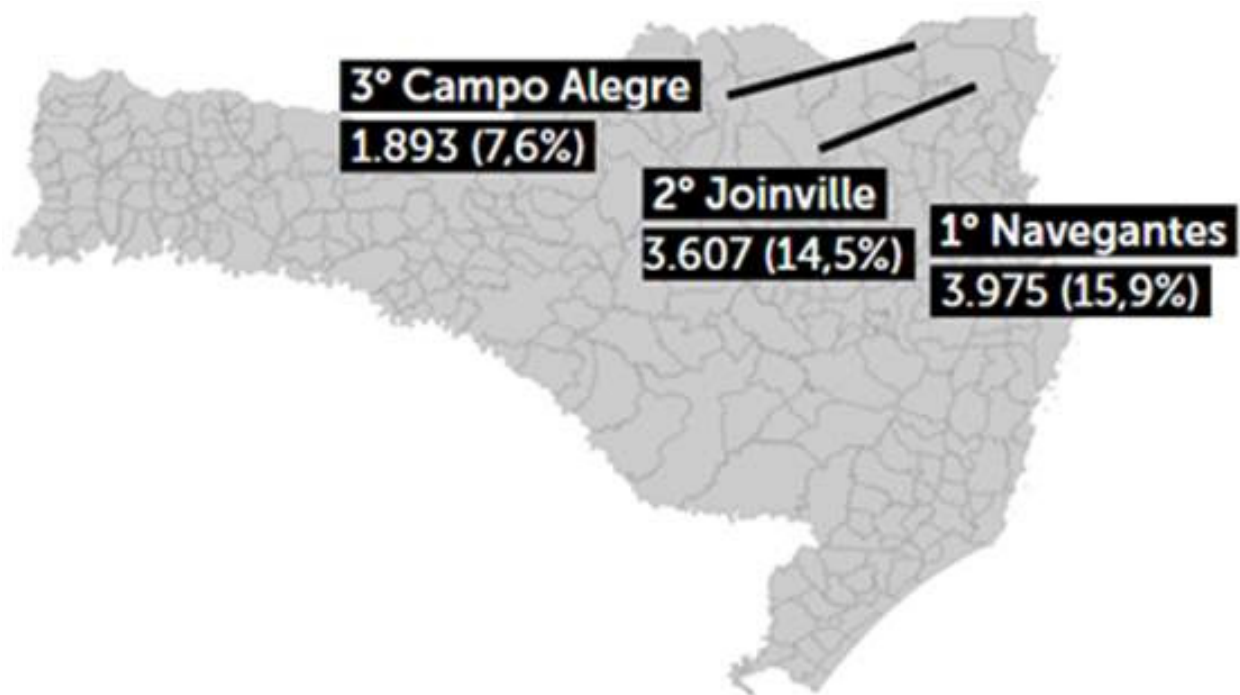 3° Campo Alegre
1.893 (7,6%)
2° Joinville
3.607 (14,5%)
1° Navegantes
3.975 (15,9%)